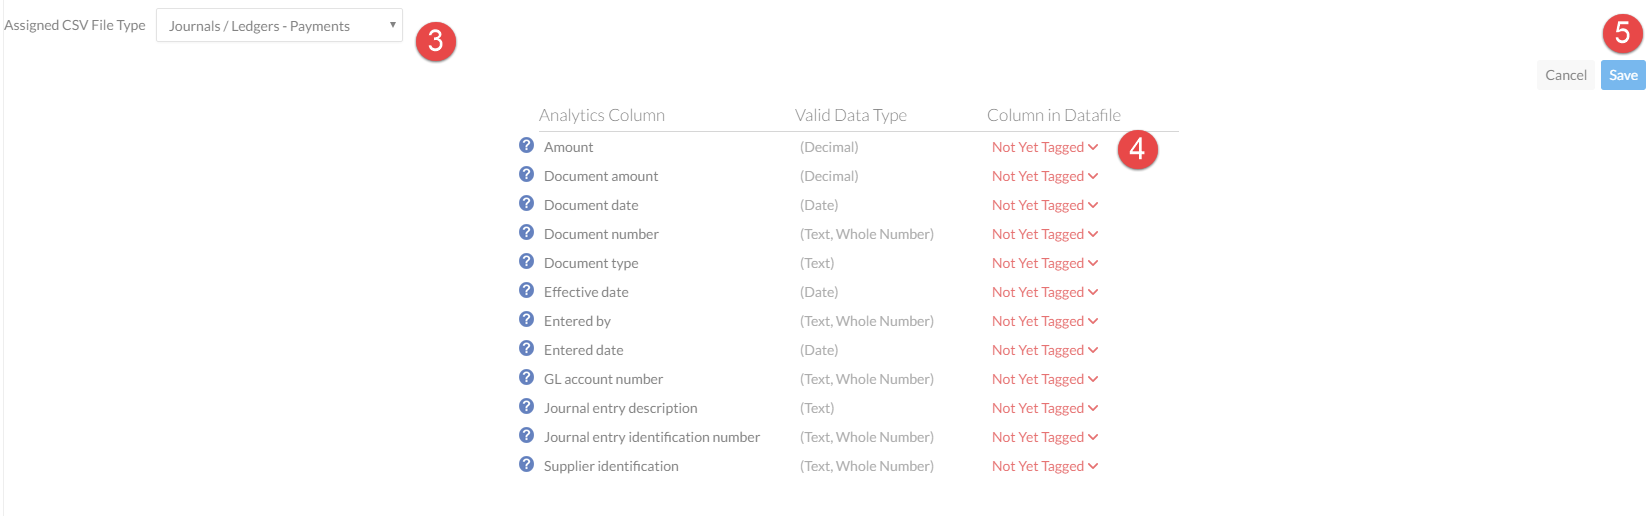 Assigned CSV File Type Journals / Ledgers - Payments 3
5
Cancel Save
Analytics Column Valid Data Type Column in Datafile
? Amount (Decimal) Not Yet Tagged 4
? Document amount (Decimal) Not Yet Tagged
? Document date (Date) Not Yet Tagged
? Document number (Text, Whole Number) Not Yet Tagged
? Document type (Text) Not Yet Tagged
? Effective date (Date) Not Yet Tagged
? Entered by (Text, Whole Number) Not Yet Tagged
? Entered date (Date) Not Yet Tagged
? GL account number (Text, Whole Number) Not Yet Tagged
? Journal entry description (Text) Not Yet Tagged
? Journal entry identification number (Text, Whole Number) Not Yet Tagged
? Supplier identification (Text, Whole Number) Not Yet Tagged